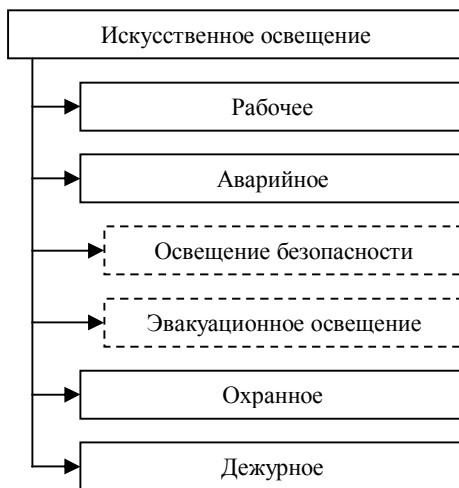 Искусственное освещение
Рабочее
Аварийное
Освещение безопасности
Эвакуационное освещение
Охранное
Дежурное